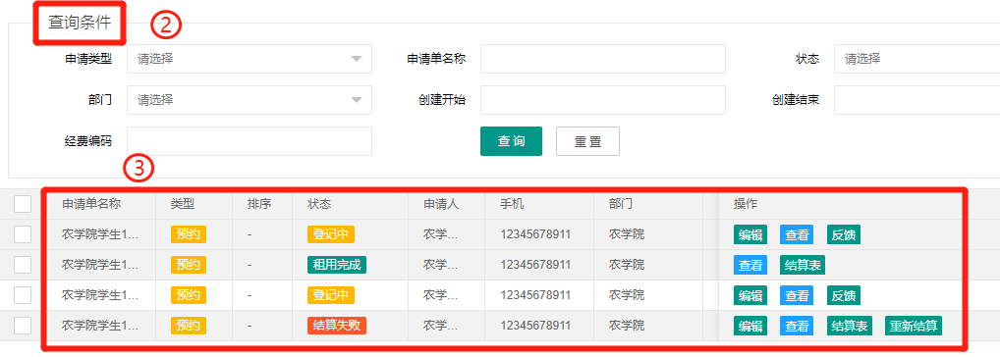 查询条件 ②
申请类型 请选择 申请单名称 状态 请选择
部门 请选择 创建开始 创建结束
经费编码 查询 重置
③
申请单名称 类型 排序 状态 申请人 手机 部门 操作
农学院学生1... 预约 - 登记中 农学... 12345678911 农学院 编辑 查看 反馈
农学院学生1... 预约 - 租用完成 农学... 12345678911 农学院 查看 结算表
农学院学生1... 预约 - 登记中 农学... 12345678911 农学院 编辑 查看 反馈
农学院学生1... 预约 - 结算失败 农学... 12345678911 农学院 编辑 查看 结算表 重新结算